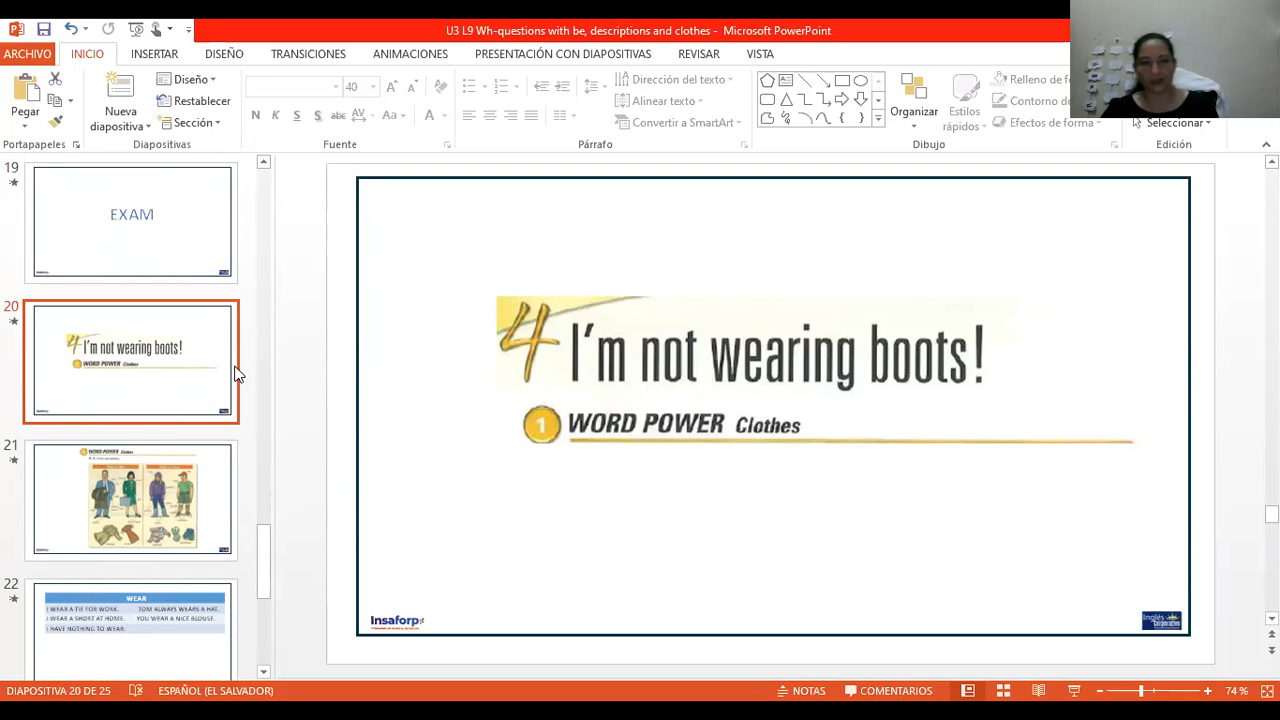 U3 L9 Wh-questions with be, descriptions and clothes - Microsoft PowerPoint
ARCHIVO INICIO INSERTAR DISEÑO TRANSICIONES ANIMACIONES PRESENTACIÓN CON DIAPOSITIVAS REVISAR VISTA
Pegar
Nueva diapositiva
Diseño
Restablecer
Sección
40
N K S S abc AV Aa A
Dirección del texto
Alinear texto
Convertir a SmartArt
Organizar
Estilos rápidos
Relleno de f
Contorno d
Efectos de forma
Seleccionar
Portapapeles Diapositivas Fuente Párrafo Dibujo Edición
19
EXAM
20
4 I'm not wearing boots!
1 WORD POWER Clothes
21
WORD POWER Clothes
22
WEAR
I WEAR A TIE FOR WORK. TOM ALWAYS WEARS A HAT.
I WEAR A SHORT AT HOME. YOU WEAR A NICE BLOUSE.
I HAVE NOTHING TO WEAR.
4 I'm not wearing boots!
1 WORD POWER Clothes
Insaforp
Inglés Corporativo
DIAPOSITIVA 20 DE 25 ESPAÑOL (EL SALVADOR) NOTAS COMENTARIOS 74 %